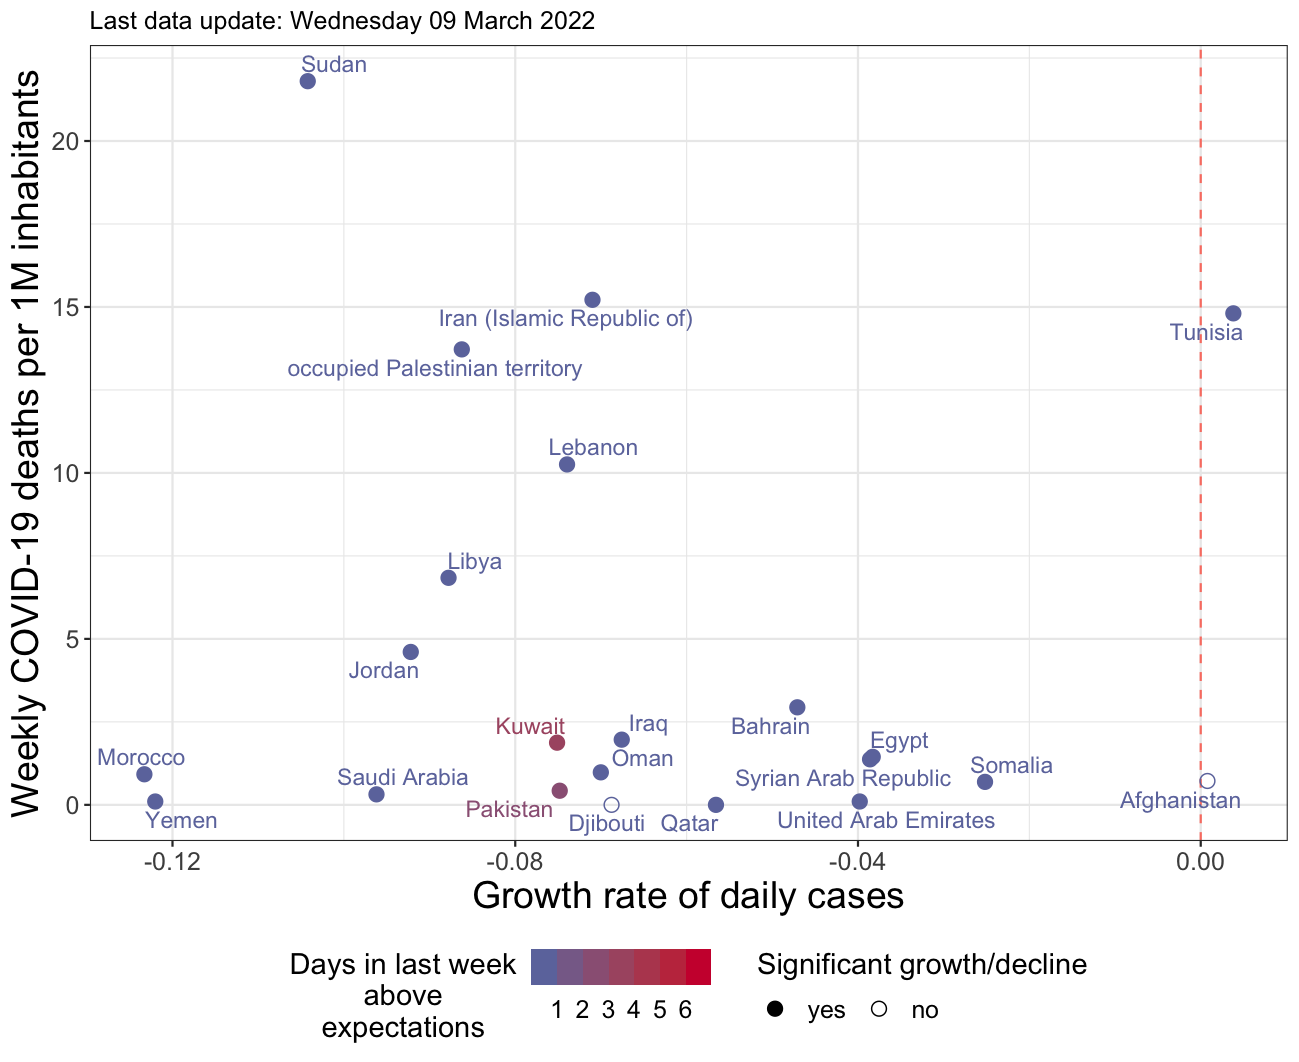 Last data update: Wednesday 09 March 2022
Weekly COVID-19 deaths per 1M inhabitants
20
15
10
5
0
Sudan
Iran (Islamic Republic of)
Tunisia
occupied Palestinian territory
Lebanon
Libya
Jordan
Kuwait
Iraq
Bahrain
Egypt
Morocco
Oman
Somalia
Saudi Arabia
Syrian Arab Republic
Pakistan
Afghanistan
Yemen
Djibouti
Qatar
United Arab Emirates
-0.12
-0.08
-0.04
0.00
Growth rate of daily cases
Days in last week
above
expectations
1 2 3 4 5 6
Significant growth/decline
yes no